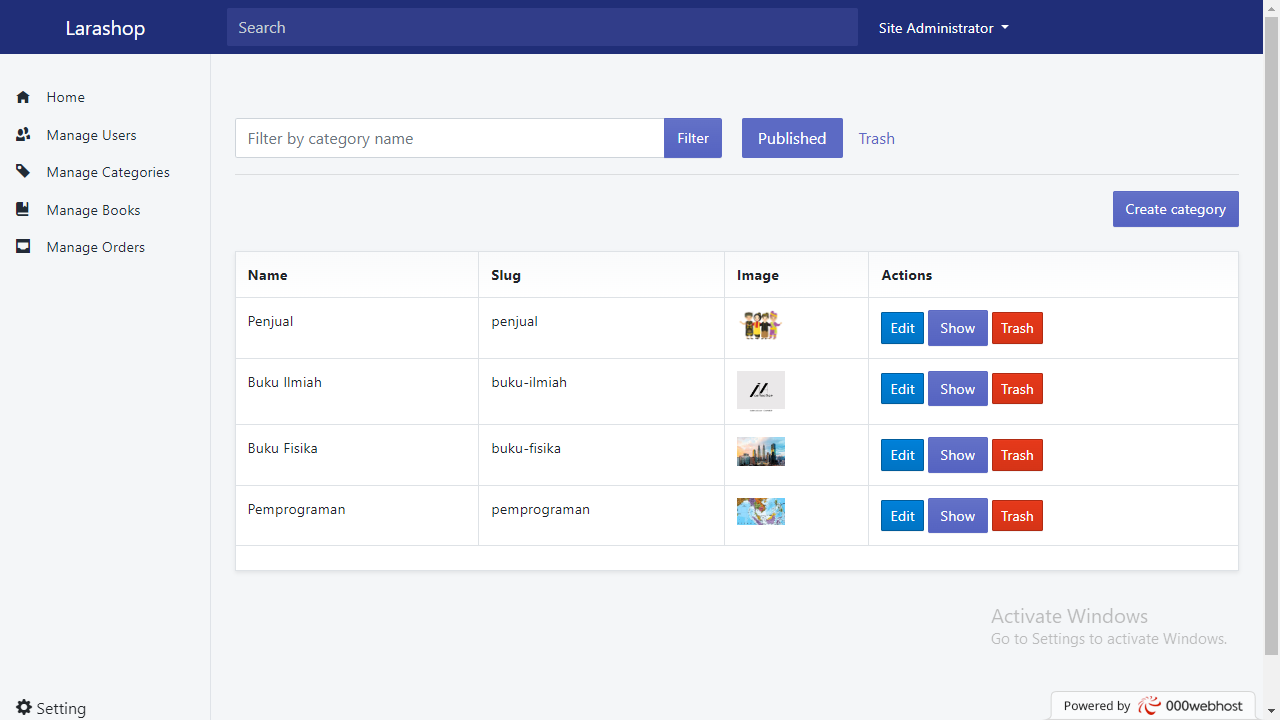 Larashop
Search
Site Administrator
Home
Manage Users
Manage Categories
Manage Books
Manage Orders
Setting
Filter by category name
Filter
Published
Trash
Create category
Name Slug Image Actions
Penjual penjual Edit Show Trash
Buku Ilmiah buku-ilmiah Edit Show Trash
Buku Fisika buku-fisika Edit Show Trash
Pemprograman pemprograman Edit Show Trash
Activate Windows
Go to Settings to activate Windows.
Powered by 000webhost